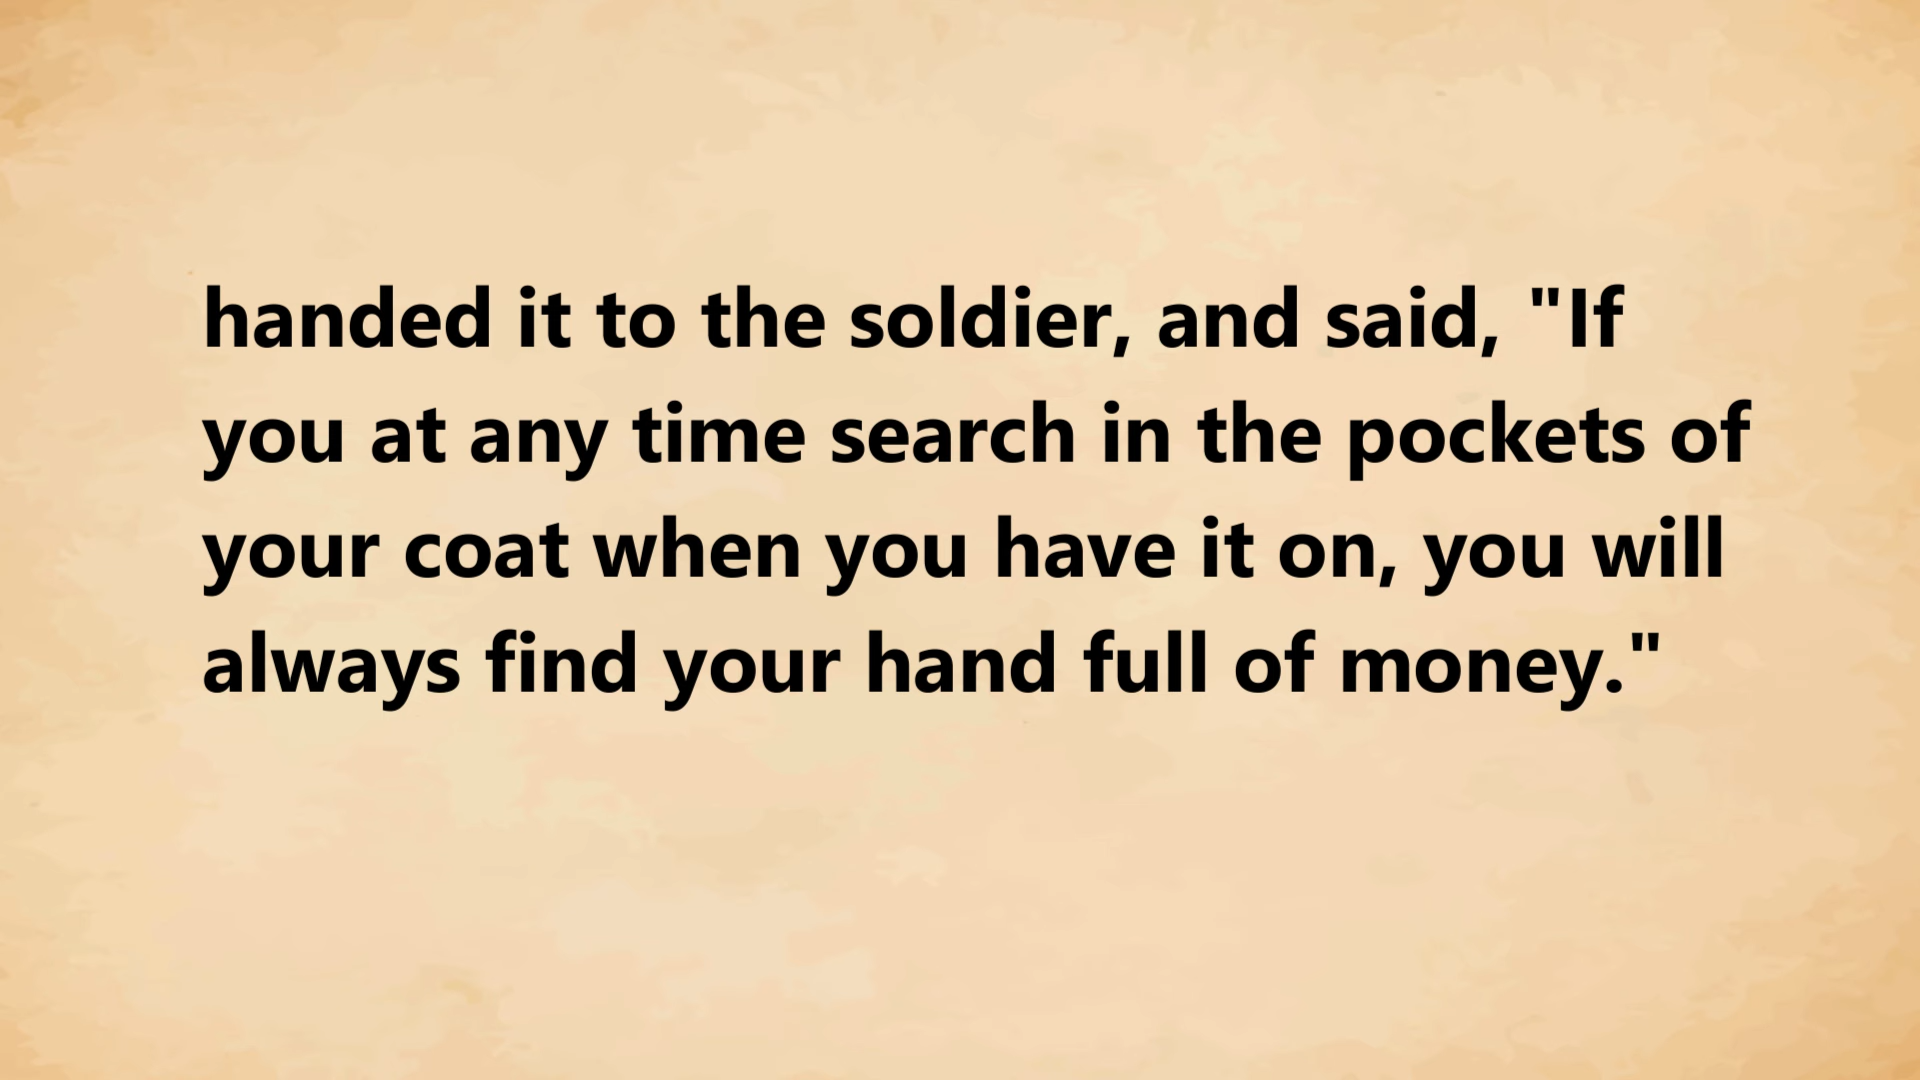 handed it to the soldier, and said, "If
you at any time search in the pockets of
your coat when you have it on, you will
always find your hand full of money."